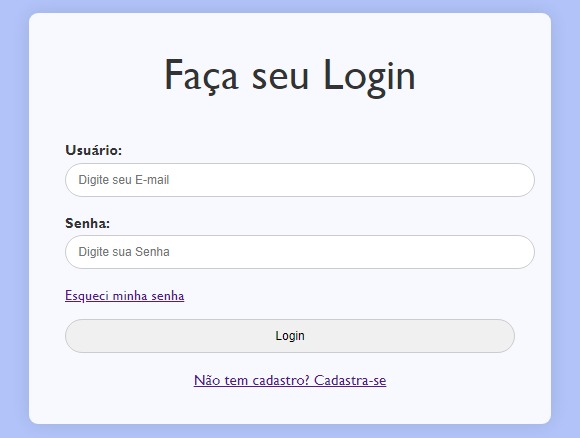 Faça seu Login
Usuário:
Digite seu E-mail
Senha:
Digite sua Senha
Esqueci minha senha
Login
Não tem cadastro? Cadastra-se